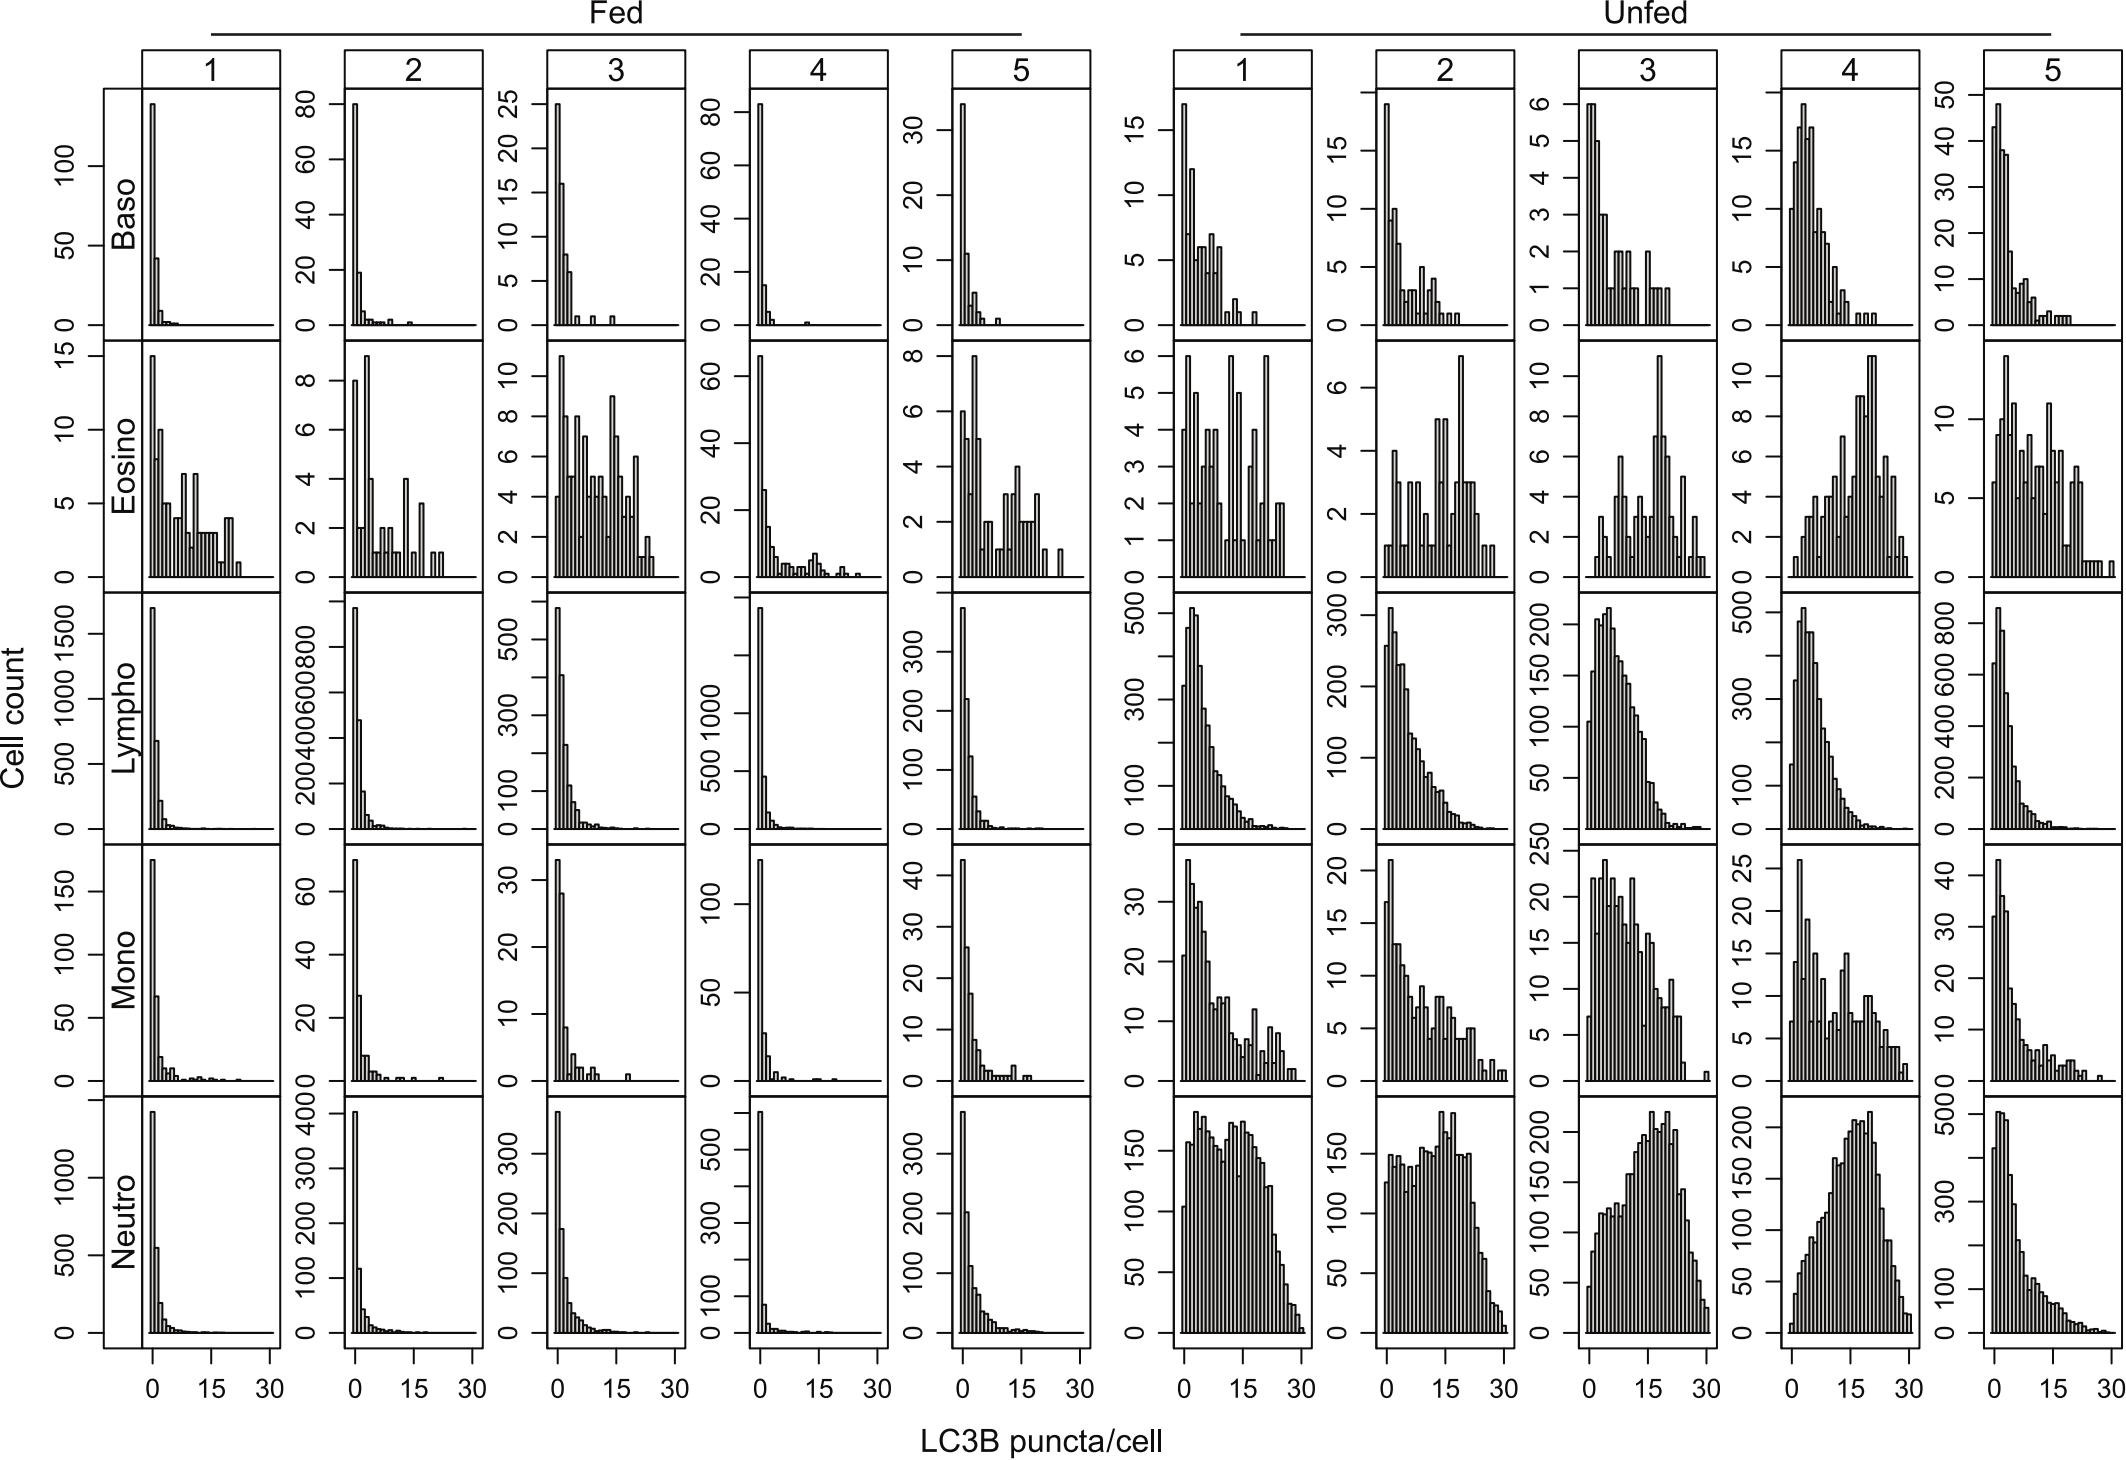 Fed
Unfed
1
2
3
4
5
1
2
3
4
5
Cell count
Baso
0 50 100
0 20 40 60 80
0 5 10 15 20 25
0 20 40 60 80
0 10 20 30
0 5 10 15
0 5 10 15
0 1 2 3 4 5 6
0 5 10 15
0 10 20 30 40 50
Eosino
0 5 10 15
0 2 4 6 8
0 2 4 6 8 10
0 20 40 60
0 2 4 6 8
0 1 2 3 4 5 6
0 2 4 6
0 2 4 6 8 10
0 2 4 6 8 10
0 5 10
Lympho
0 500 1000 1500
0 200 400 600 800
0 100 300 500
0 500 1000
0 100 200 300
0 100 300 500
0 100 200 300
0 50 100 150 200
0 100 300 500
0 200 400 600 800
Mono
0 50 100 150
0 20 40 60
0 10 20 30
0 50 100
0 10 20 30 40
0 10 20 30
0 5 10 15 20
0 5 10 15 20 25
0 5 10 15 20 25
0 10 20 30 40
Neutro
0 500 1000
0 100 200 300 400
0 100 200 300
0 100 300 500
0 100 200 300
0 50 100 150
0 50 100 150
0 50 100 150 200
0 50 100 150 200
0 100 300 500
0 15 30
0 15 30
0 15 30
0 15 30
0 15 30
0 15 30
0 15 30
0 15 30
0 15 30
0 15 30
LC3B puncta/cell